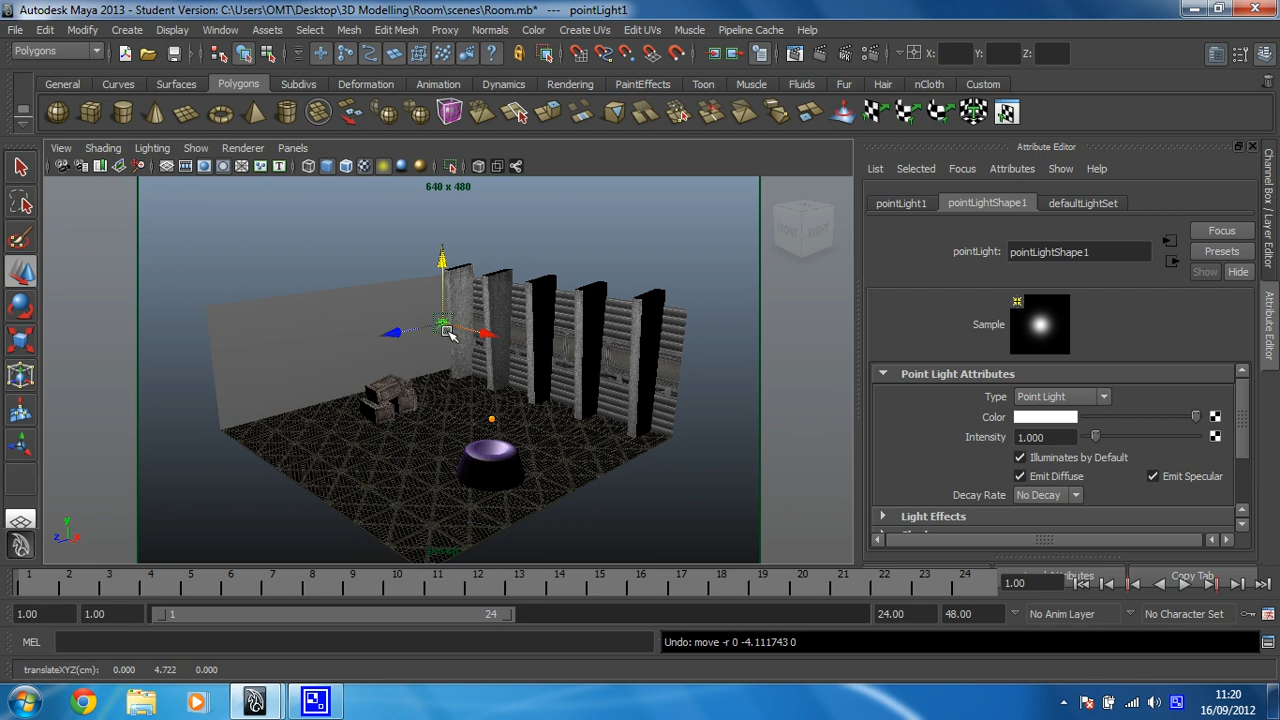 Autodesk Maya 2013 - Student Version: C:\Users\OMT\Desktop\3D Modelling\Room\scenes\Room.mb* --- pointLight1
File Edit Modify Create Display Window Assets Select Mesh Edit Mesh Proxy Normals Color Create UVs Edit UVs Muscle Pipeline Cache Help
Polygons X: Y: Z:
General Curves Surfaces Polygons Subdivs Deformation Animation Dynamics Rendering PaintEffects Toon Muscle Fluids Fur Hair nCloth Custom
View Shading Lighting Show Renderer Panels
640 x 480
FRONT RIGHT
persp
y
z x
Attribute Editor
List Selected Focus Attributes Show Help
pointLight1 pointLightShape1 defaultLightSet
Focus
pointLight: pointLightShape1 Presets
Show Hide
Sample
Point Light Attributes
Type Point Light
Color
Intensity 1.000
Illuminates by Default
Emit Diffuse Emit Specular
Decay Rate No Decay
Light Effects
Copy Tab
Channel Box / Layer Editor
Attribute Editor
1 2 3 4 5 6 7 8 9 10 11 12 13 14 15 16 17 18 19 20 21 22 23 24 1.00
1.00 1.00 1 24 24.00 48.00 No Anim Layer No Character Set
MEL Undo: move -r 0 -4.111743 0
translateXYZ(cm): 0.000 4.722 0.000
11:20
16/09/2012